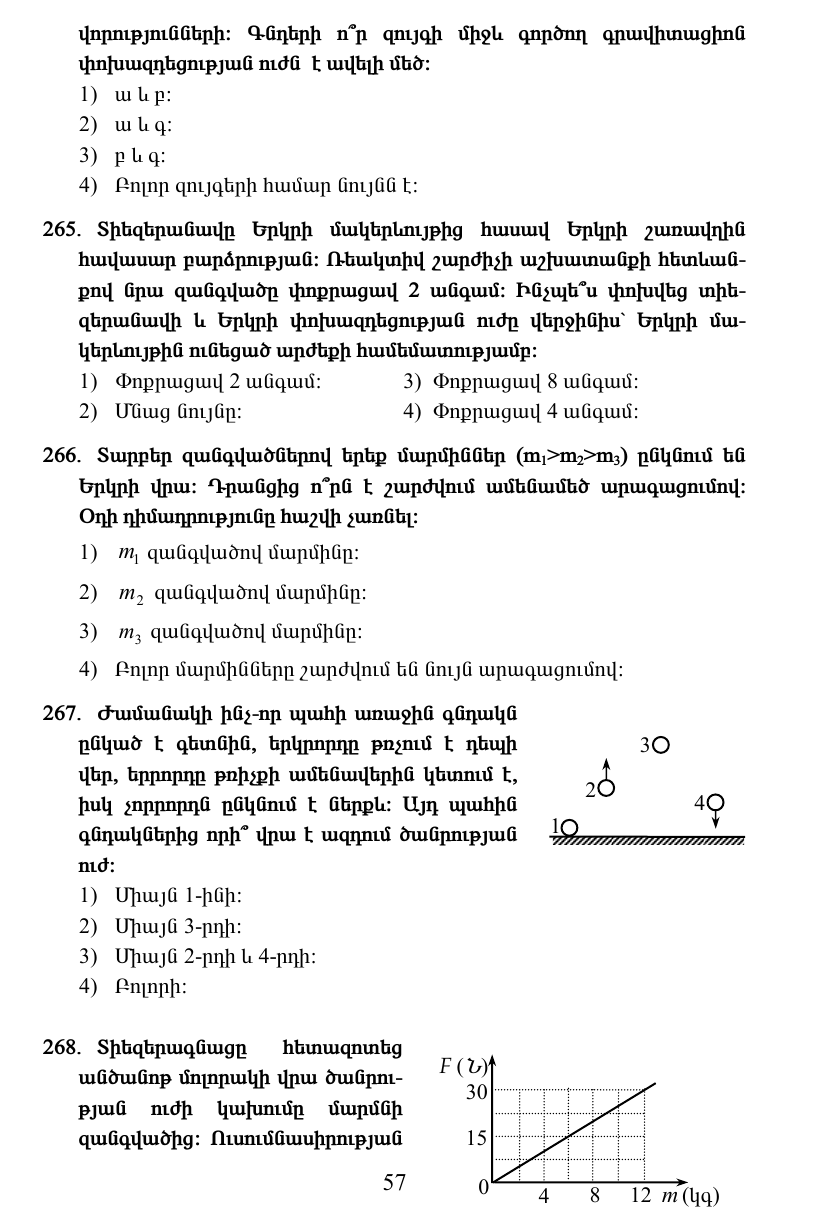 վորությունների։ Գնդերի ո՞ր զույգի միջև գործող գրավիտացիոն
փոխազդեցության ուժն է ավելի մեծ։
1) ա և բ։
2) ա և գ։
3) բ և գ։
4) Բոլոր զույգերի համար նույնն է։
265. Տիեզերանավը Երկրի մակերևույթից հասավ Երկրի շառավղին
հավասար բարձրության։ Ռեակտիվ շարժիչի աշխատանքի հետևան-
քով նրա զանգվածը փոքրացավ 2 անգամ։ Ինչպե՞ս փոխվեց տիե-
զերանավի և Երկրի փոխազդեցության ուժը վերջինիս՝ Երկրի մա-
կերևույթին ունեցած արժեքի համեմատությամբ։
1) Փոքրացավ 2 անգամ։ 3) Փոքրացավ 8 անգամ։
2) Մնաց նույնը։ 4) Փոքրացավ 4 անգամ։
266. Տարբեր զանգվածներով երեք մարմիններ (m₁>m₂>m₃) ընկնում են
Երկրի վրա։ Դրանցից ո՞րն է շարժվում ամենամեծ արագացումով։
Օդի դիմադրությունը հաշվի չառնել։
1) m₁ զանգվածով մարմինը։
2) m₂ զանգվածով մարմինը։
3) m₃ զանգվածով մարմինը։
4) Բոլոր մարմինները շարժվում են նույն արագացումով։
267. Ժամանակի ինչ-որ պահի առաջին գնդակն
ընկած է գետնին, երկրորդը թռչում է դեպի
վեր, երրորդը թռիչքի ամենավերին կետում է,
իսկ չորրորդն ընկնում է ներքև։ Այդ պահին
գնդակներից որի՞ վրա է ազդում ծանրության
ուժ։
3
2
4
1
1) Միայն 1-ինի։
2) Միայն 3-րդի։
3) Միայն 2-րդի և 4-րդի։
4) Բոլորի։
268. Տիեզերագնացը հետազոտեց
անծանոթ մոլորակի վրա ծանրու-
թյան ուժի կախումը մարմնի
զանգվածից։ Ուսումնասիրության
F (Ն)
30
15
0
4 8 12 m (կգ)
57